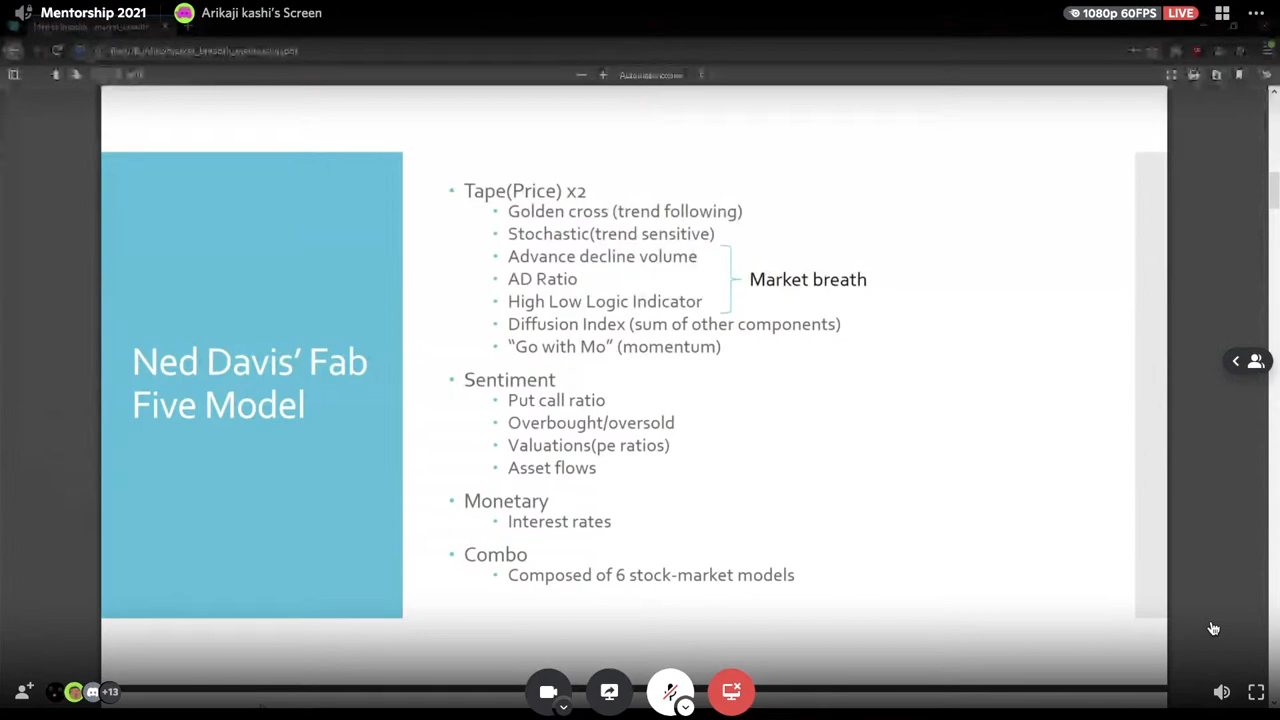 Mentorship 2021
Arikaji kashi's Screen
1080p 60FPS
LIVE
Ned Davis’ Fab
Five Model
Tape(Price) x2
Golden cross (trend following)
Stochastic(trend sensitive)
Advance decline volume
AD Ratio
High Low Logic Indicator
Market breath
Diffusion Index (sum of other components)
“Go with Mo” (momentum)
Sentiment
Put call ratio
Overbought/oversold
Valuations(pe ratios)
Asset flows
Monetary
Interest rates
Combo
Composed of 6 stock-market models
+13